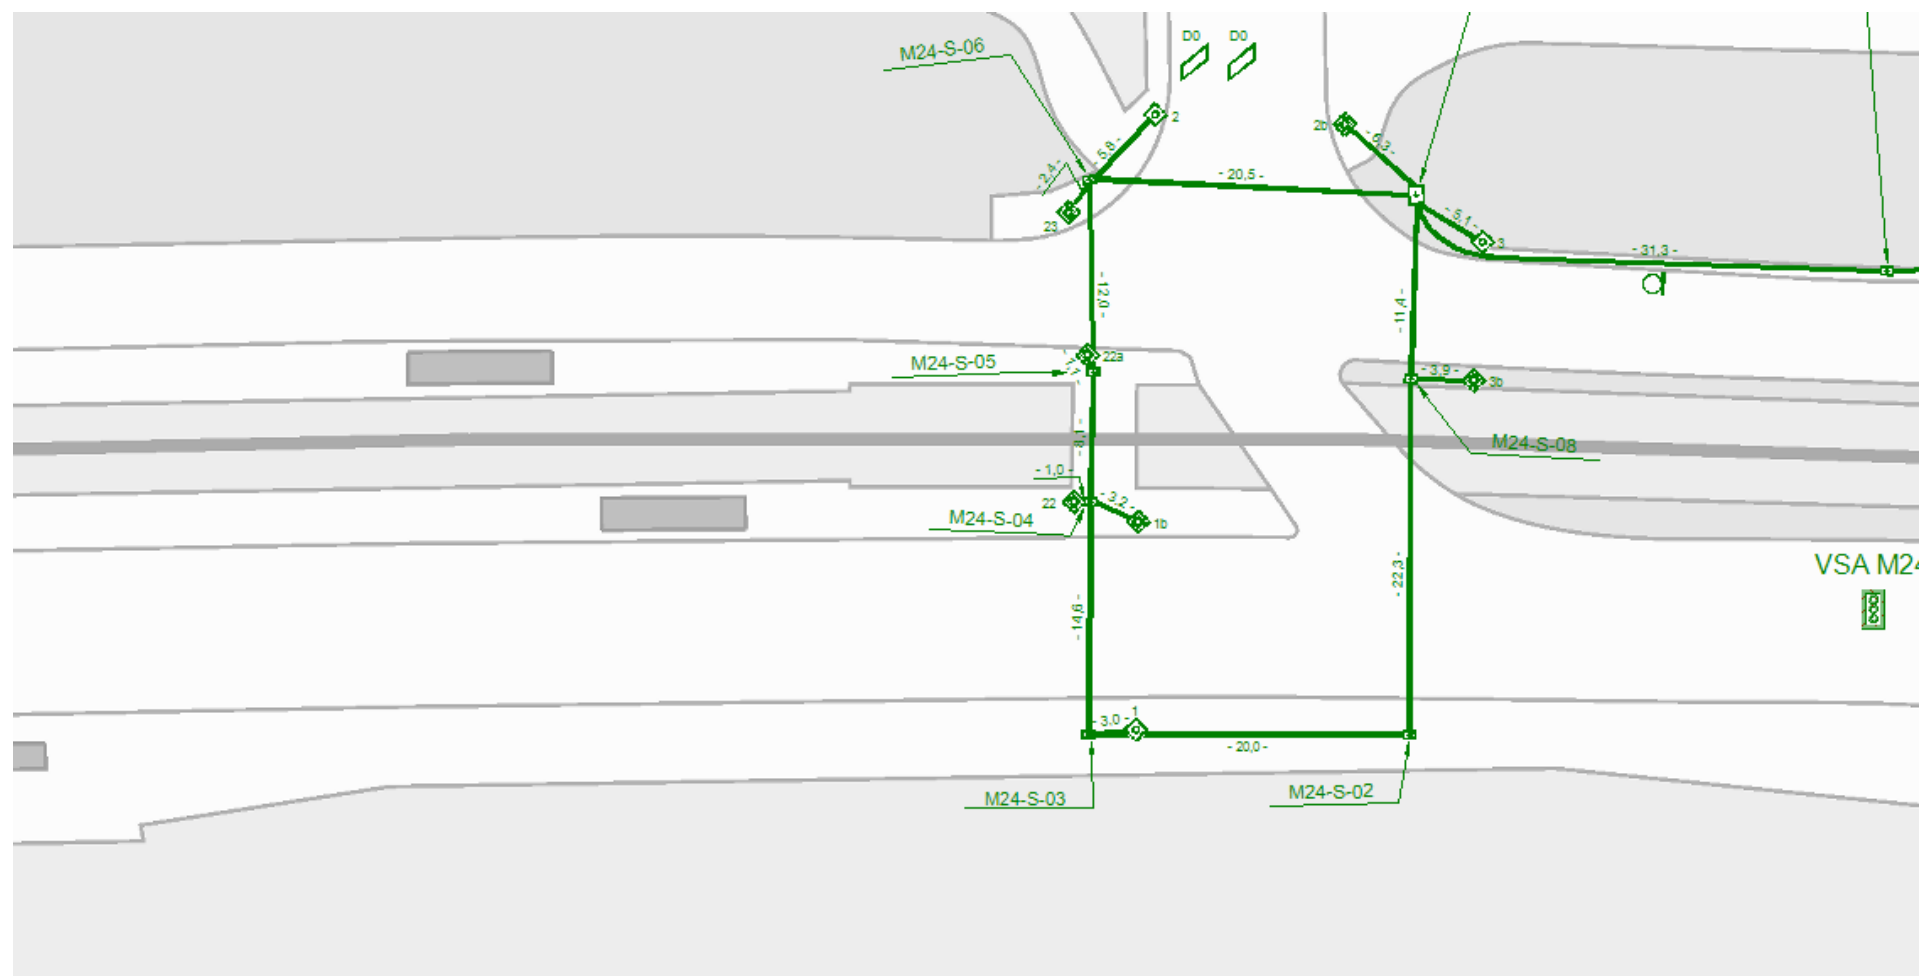 D0 D0
M24-S-06
2
2b
- 5,8 -
- 5,3 -
- 2,4 -
- 20,5 -
23
- 5,1 -
3
- 31,3 -
- 12,0 -
- 11,4 -
22a
M24-S-05
- 3,9 -
3b
- 8,1 -
M24-S-08
- 1,0 -
22
- 3,2 -
1b
M24-S-04
- 22,3 -
VSA M24
- 14,6 -
- 3,0 -
1
- 20,0 -
M24-S-03
M24-S-02